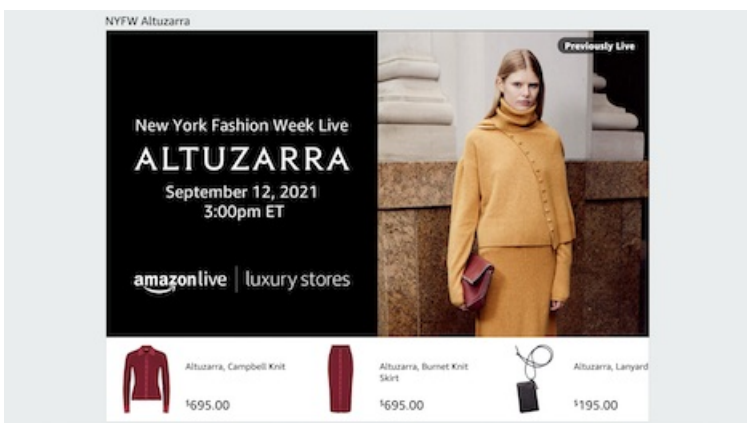 NYFW Altuzarra
Previously Live
New York Fashion Week Live
ALTUZARRA
September 12, 2021
3:00pm ET
amazonlive | luxury stores
Altuzarra, Campbell Knit
$695.00
Altuzarra, Burnet Knit
Skirt
$695.00
Altuzarra, Lanyard
$195.00